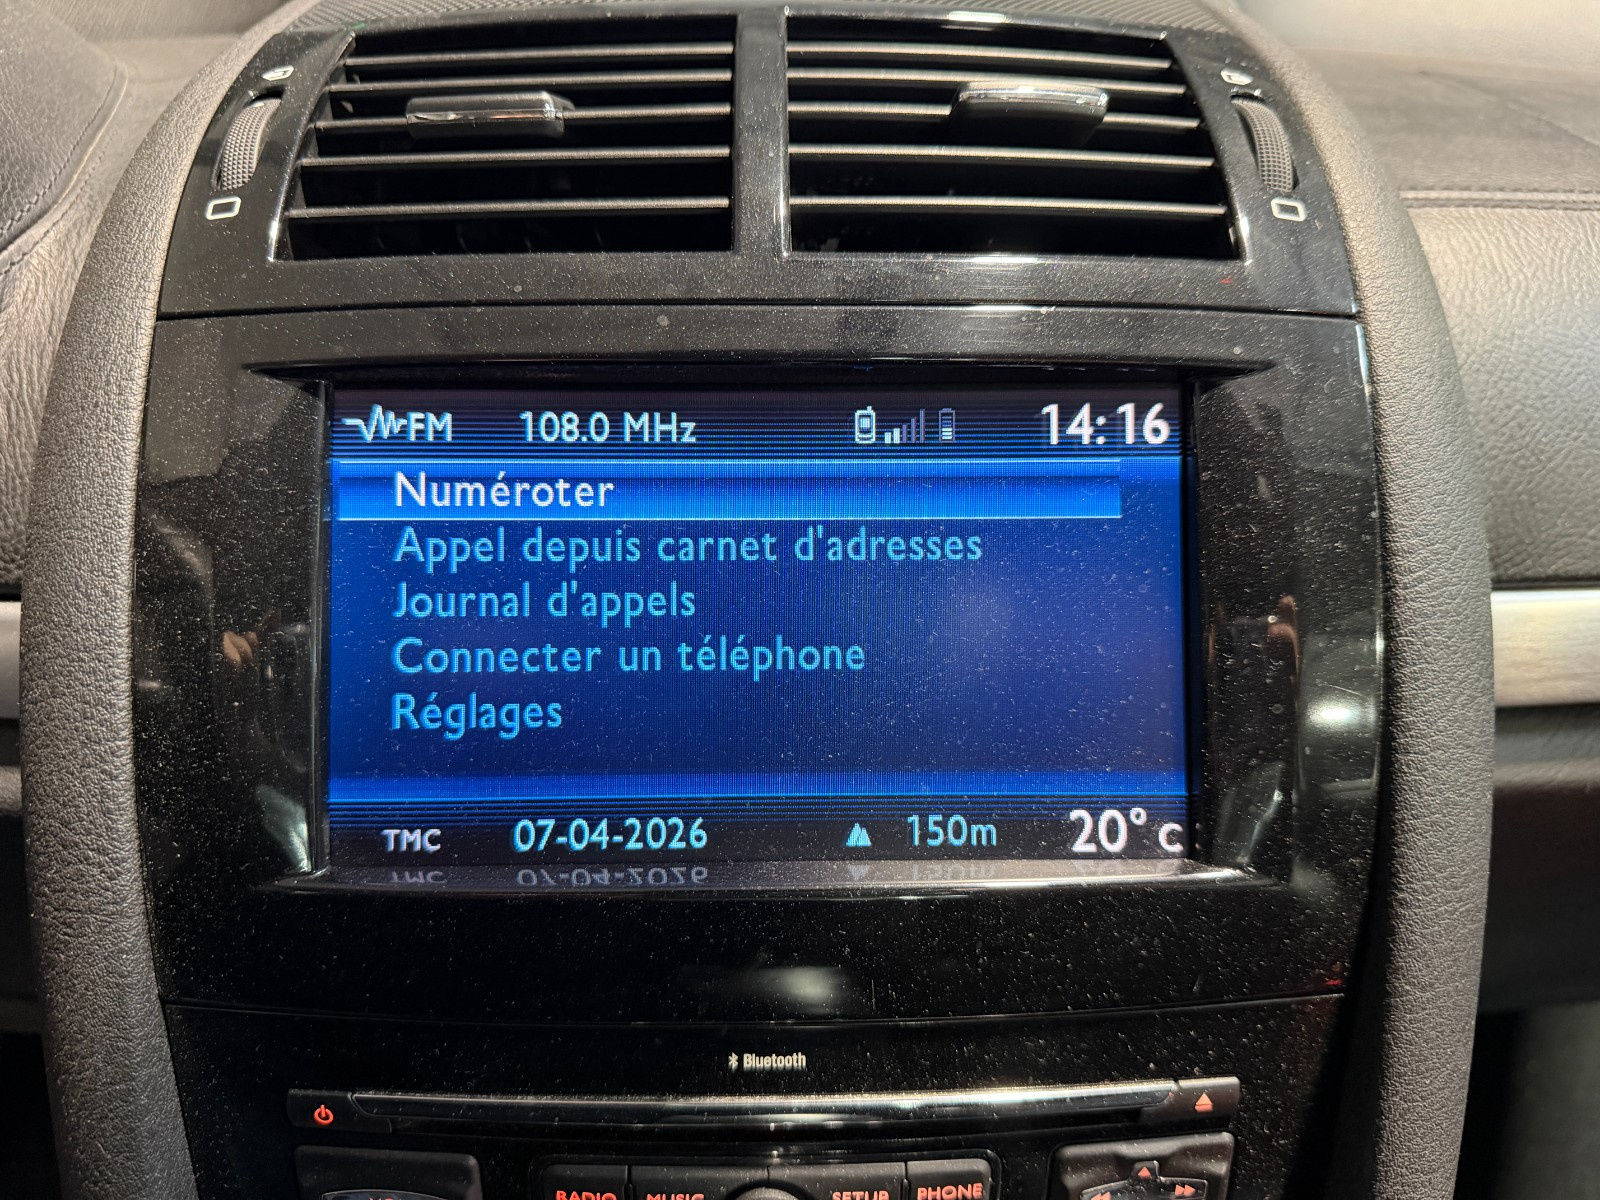 FM 108.0 MHz 14:16
Numéroter
Appel depuis carnet d'adresses
Journal d'appels
Connecter un téléphone
Réglages
TMC 07-04-2026 150m 20° C
Bluetooth
RADIO MUSIC SETUP PHONE